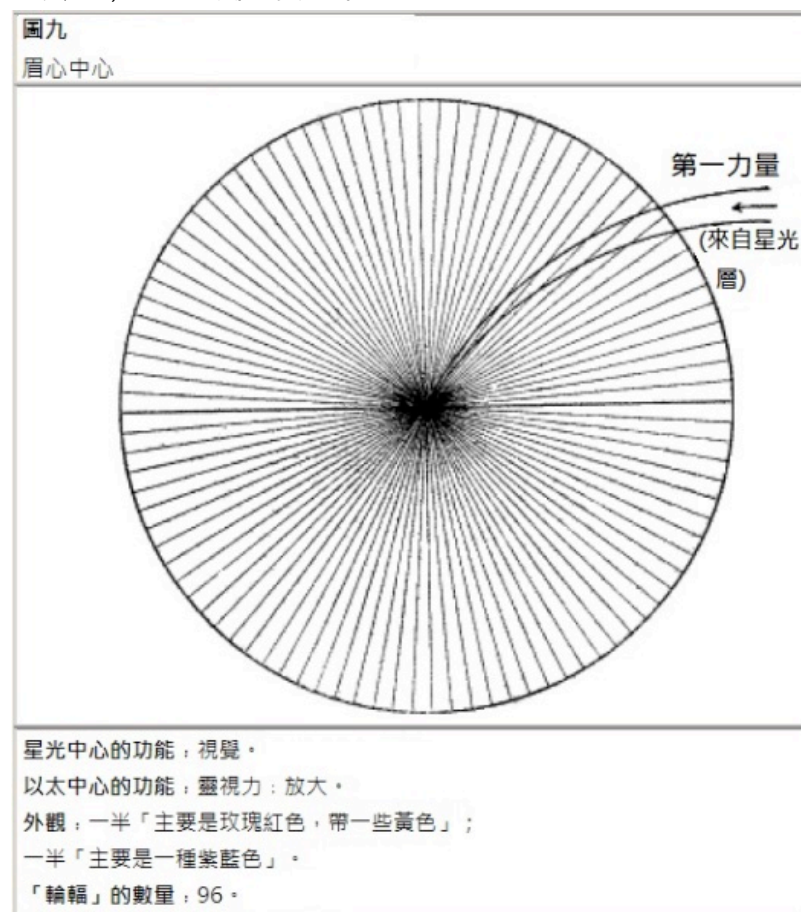 圖九
眉心中心
第一力量
(來自星光
層)
星光中心的功能：視覺。
以太中心的功能：靈視力；放大。
外觀：一半「主要是玫瑰紅色，帶一些黃色」；
一半「主要是一種紫藍色」。
「輪輻」的數量：96。